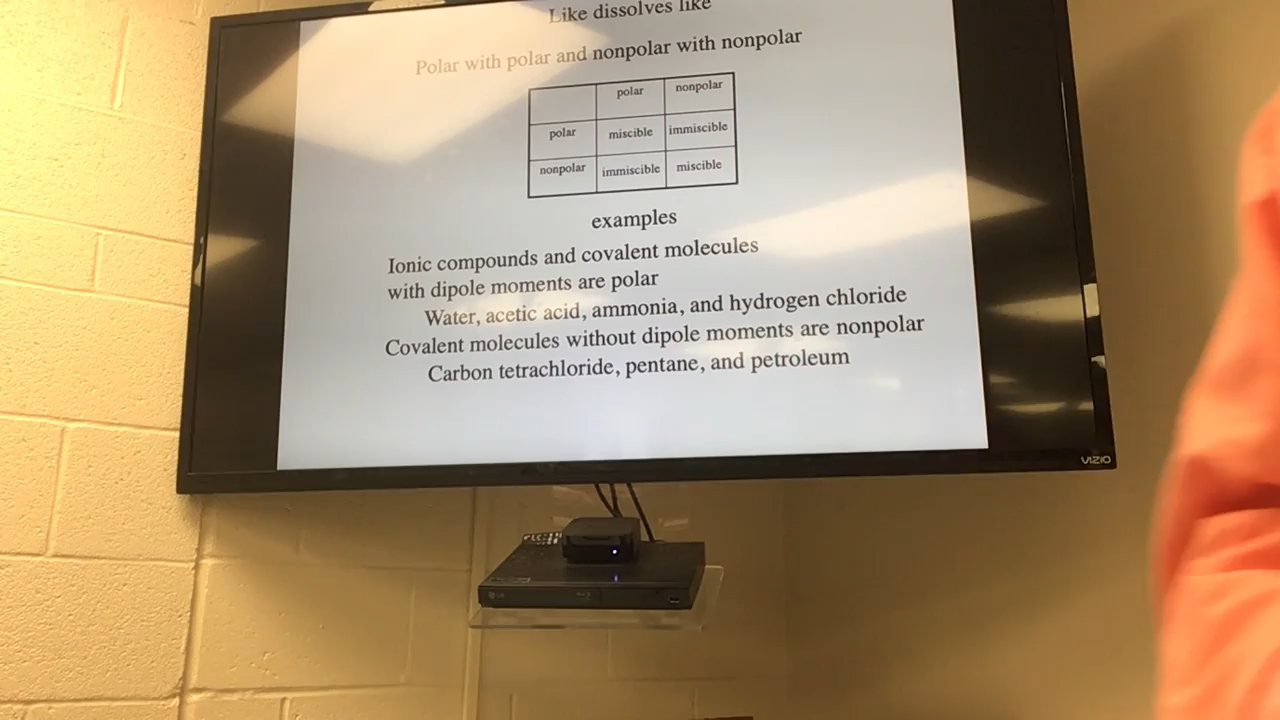 Like dissolves like
Polar with polar and nonpolar with nonpolar
polar nonpolar
polar miscible immiscible
nonpolar immiscible miscible
examples
Ionic compounds and covalent molecules
with dipole moments are polar
Water, acetic acid, ammonia, and hydrogen chloride
Covalent molecules without dipole moments are nonpolar
Carbon tetrachloride, pentane, and petroleum
VIZIO
LG